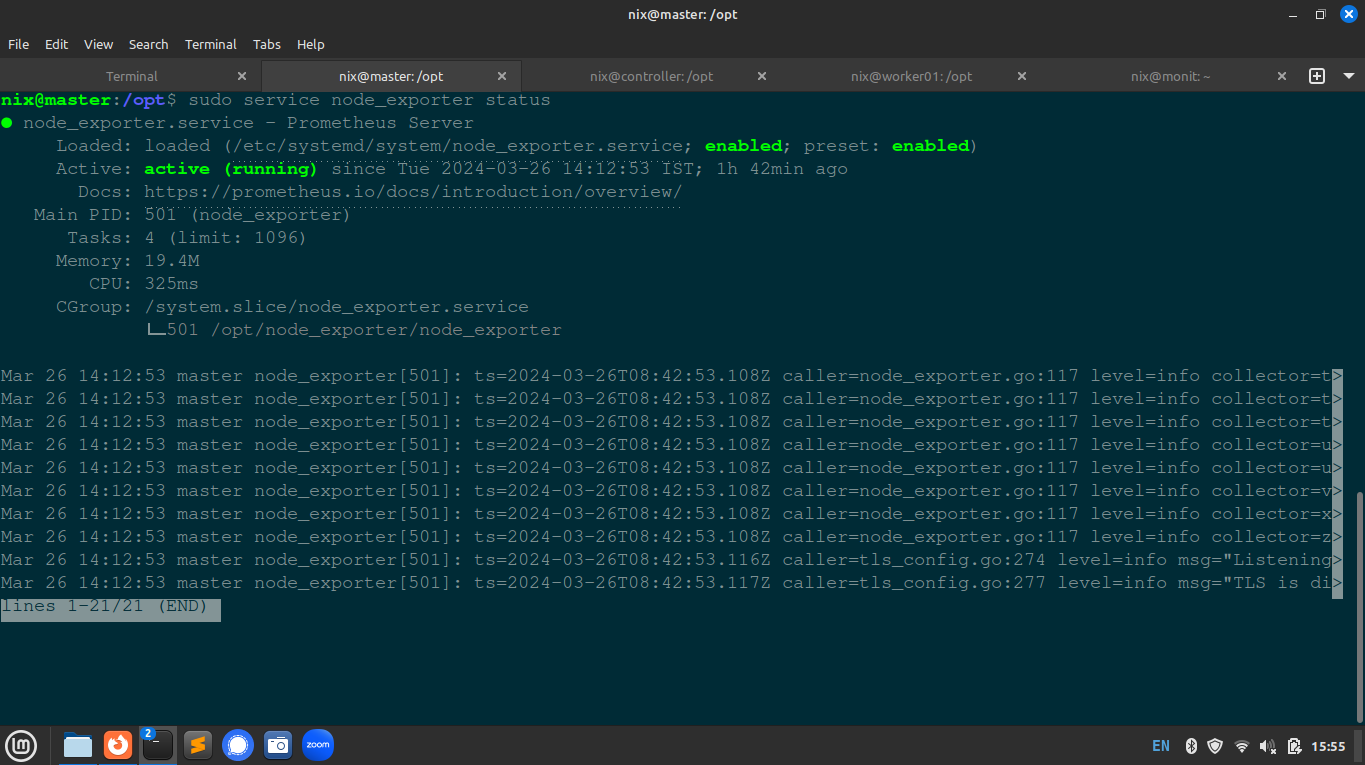 nix@master: /opt
File Edit View Search Terminal Tabs Help
Terminal nix@master: /opt nix@controller: /opt nix@worker01: /opt nix@monit: ~
nix@master:/opt$ sudo service node_exporter status
● node_exporter.service - Prometheus Server
Loaded: loaded (/etc/systemd/system/node_exporter.service; enabled; preset: enabled)
Active: active (running) since Tue 2024-03-26 14:12:53 IST; 1h 42min ago
Docs: https://prometheus.io/docs/introduction/overview/
Main PID: 501 (node_exporter)
Tasks: 4 (limit: 1096)
Memory: 19.4M
CPU: 325ms
CGroup: /system.slice/node_exporter.service
└─501 /opt/node_exporter/node_exporter
Mar 26 14:12:53 master node_exporter[501]: ts=2024-03-26T08:42:53.108Z caller=node_exporter.go:117 level=info collector=t>
Mar 26 14:12:53 master node_exporter[501]: ts=2024-03-26T08:42:53.108Z caller=node_exporter.go:117 level=info collector=t>
Mar 26 14:12:53 master node_exporter[501]: ts=2024-03-26T08:42:53.108Z caller=node_exporter.go:117 level=info collector=t>
Mar 26 14:12:53 master node_exporter[501]: ts=2024-03-26T08:42:53.108Z caller=node_exporter.go:117 level=info collector=u>
Mar 26 14:12:53 master node_exporter[501]: ts=2024-03-26T08:42:53.108Z caller=node_exporter.go:117 level=info collector=u>
Mar 26 14:12:53 master node_exporter[501]: ts=2024-03-26T08:42:53.108Z caller=node_exporter.go:117 level=info collector=v>
Mar 26 14:12:53 master node_exporter[501]: ts=2024-03-26T08:42:53.108Z caller=node_exporter.go:117 level=info collector=x>
Mar 26 14:12:53 master node_exporter[501]: ts=2024-03-26T08:42:53.108Z caller=node_exporter.go:117 level=info collector=z>
Mar 26 14:12:53 master node_exporter[501]: ts=2024-03-26T08:42:53.116Z caller=tls_config.go:274 level=info msg="Listening>
Mar 26 14:12:53 master node_exporter[501]: ts=2024-03-26T08:42:53.117Z caller=tls_config.go:277 level=info msg="TLS is di>
lines 1-21/21 (END)
2 zoom EN 15:55